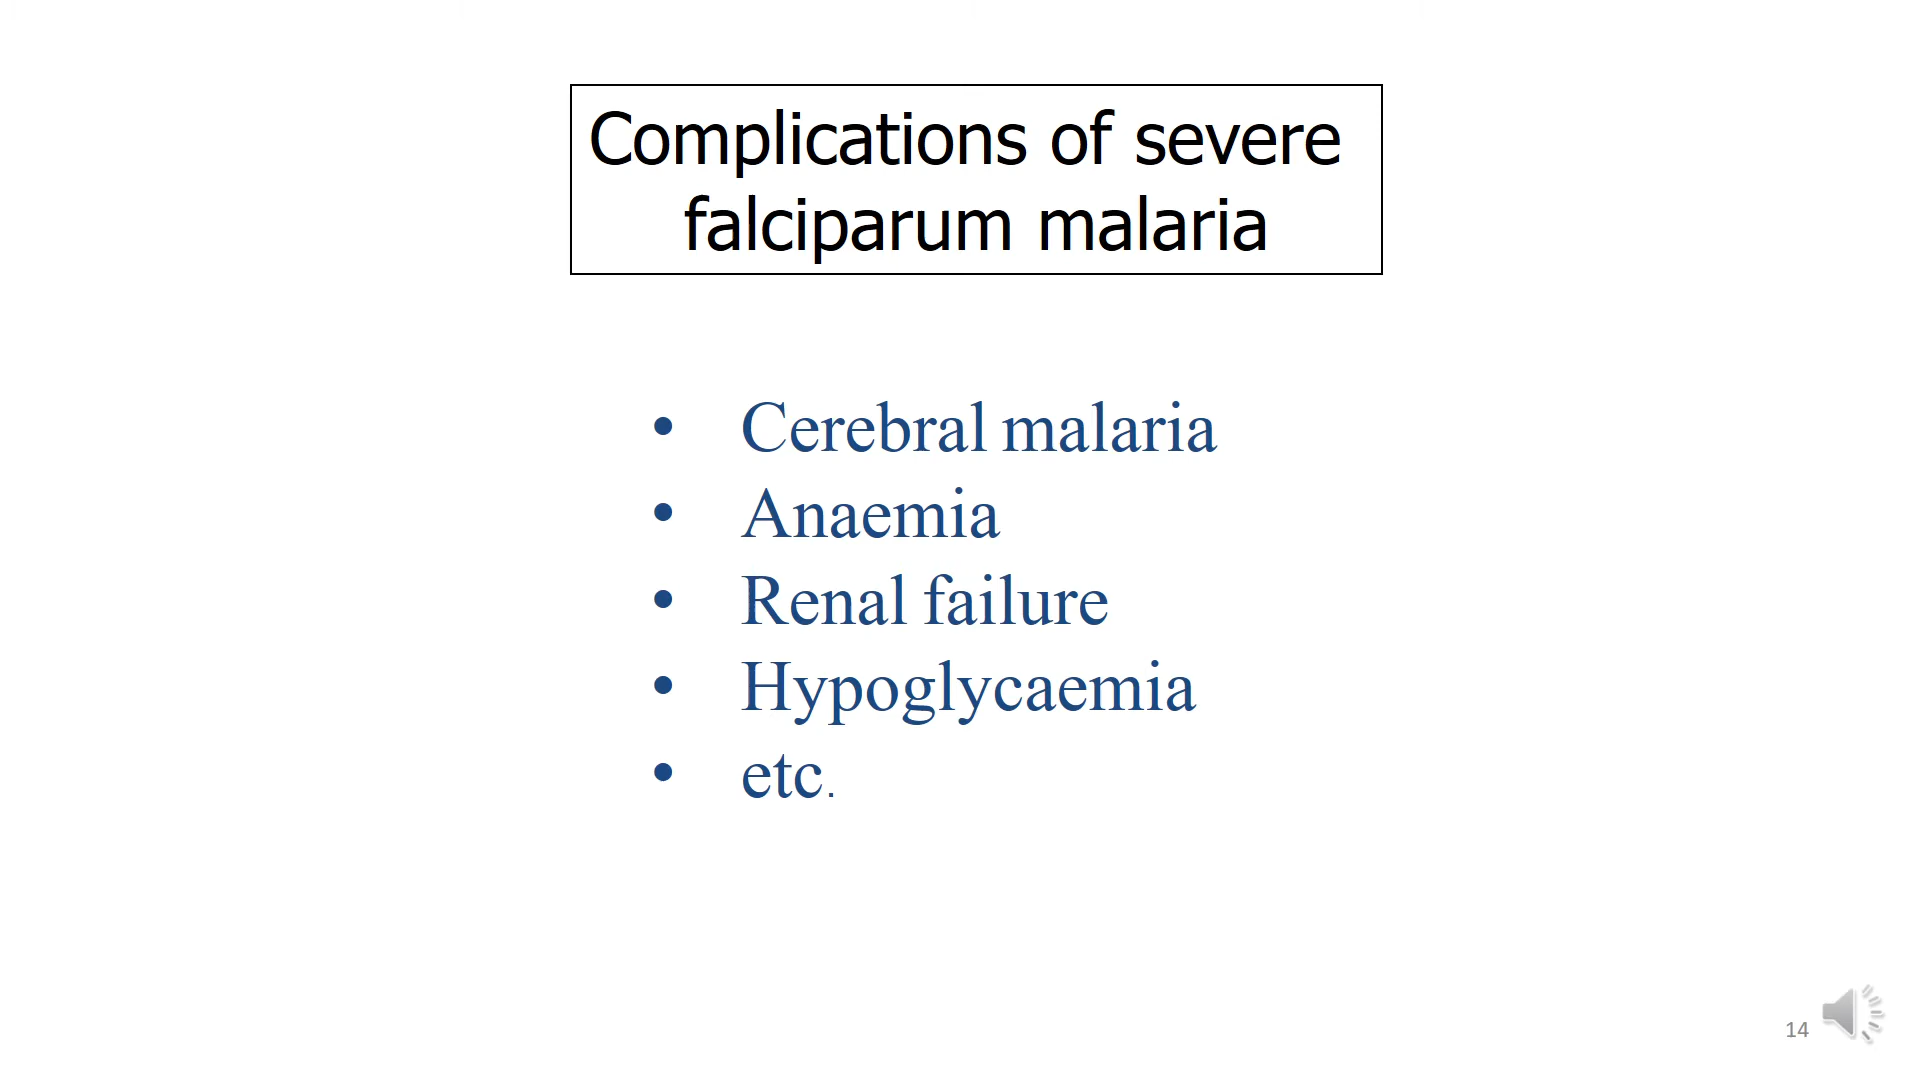 Complications of severe
falciparum malaria
• Cerebral malaria
• Anaemia
• Renal failure
• Hypoglycaemia
• etc.
14